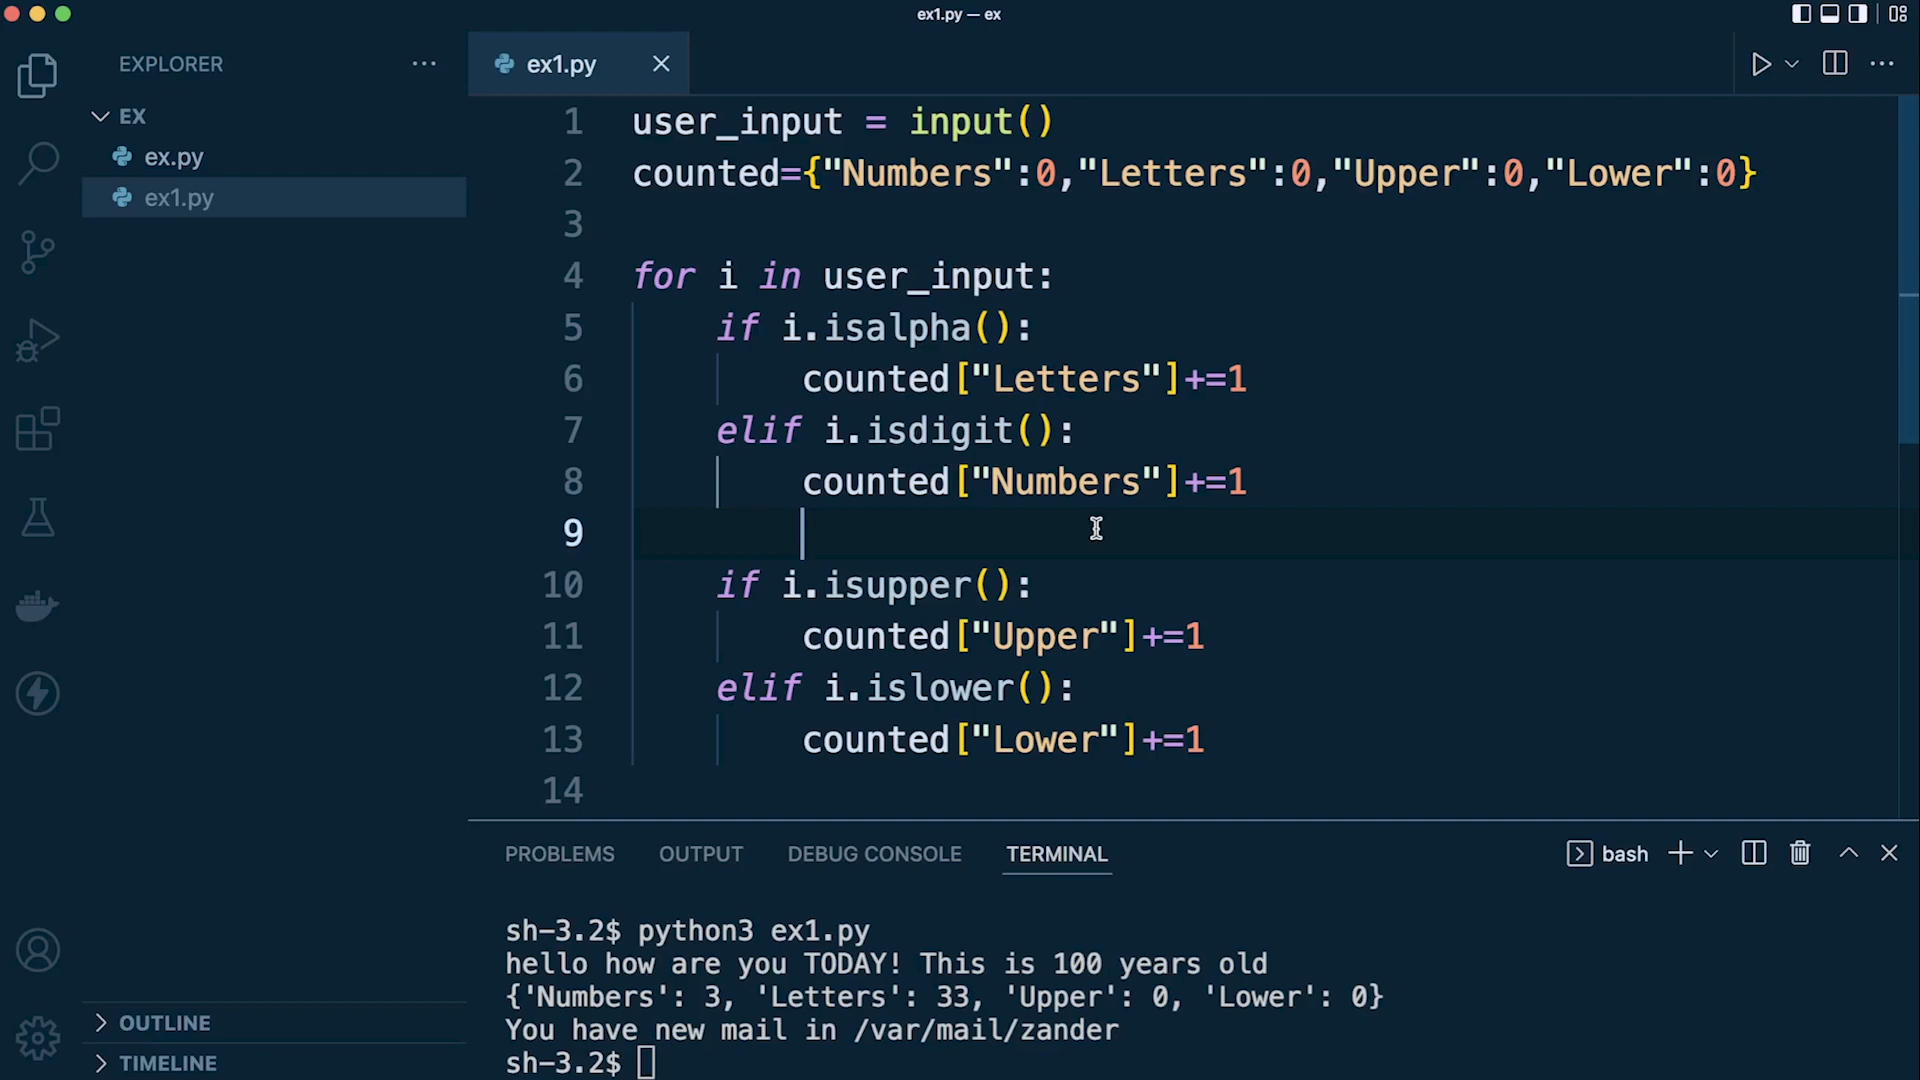 ex1.py — ex
EXPLORER
EX
ex.py
ex1.py
OUTLINE
TIMELINE
ex1.py
1 user_input = input()
2 counted={"Numbers":0,"Letters":0,"Upper":0,"Lower":0}
3
4 for i in user_input:
5 if i.isalpha():
6 counted["Letters"]+=1
7 elif i.isdigit():
8 counted["Numbers"]+=1
9
10 if i.isupper():
11 counted["Upper"]+=1
12 elif i.islower():
13 counted["Lower"]+=1
14
PROBLEMS OUTPUT DEBUG CONSOLE TERMINAL bash
sh-3.2$ python3 ex1.py
hello how are you TODAY! This is 100 years old
{'Numbers': 3, 'Letters': 33, 'Upper': 0, 'Lower': 0}
You have new mail in /var/mail/zander
sh-3.2$